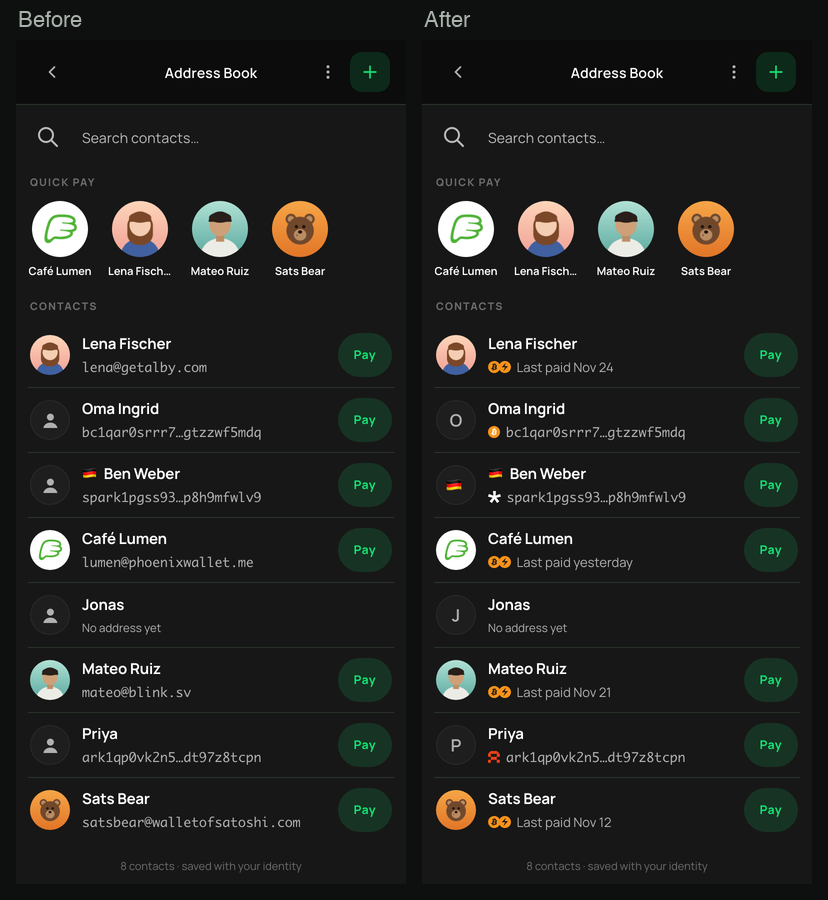 Before
Address Book
Search contacts…
QUICK PAY
Café Lumen
Lena Fisch…
Mateo Ruiz
Sats Bear
CONTACTS
Lena Fischer
lena@getalby.com
Pay
Oma Ingrid
bc1qar0srrr7…gtzzwf5mdq
Pay
Ben Weber
spark1pgss93…p8h9mfwlv9
Pay
Café Lumen
lumen@phoenixwallet.me
Pay
Jonas
No address yet
Mateo Ruiz
mateo@blink.sv
Pay
Priya
ark1qp0vk2n5…dt97z8tcpn
Pay
Sats Bear
satsbear@walletofsatoshi.com
Pay
8 contacts · saved with your identity
After
Address Book
Search contacts…
QUICK PAY
Café Lumen
Lena Fisch…
Mateo Ruiz
Sats Bear
CONTACTS
Lena Fischer
Last paid Nov 24
Pay
O
Oma Ingrid
bc1qar0srrr7…gtzzwf5mdq
Pay
Ben Weber
spark1pgss93…p8h9mfwlv9
Pay
Café Lumen
Last paid yesterday
Pay
J
Jonas
No address yet
Mateo Ruiz
Last paid Nov 21
Pay
P
Priya
ark1qp0vk2n5…dt97z8tcpn
Pay
Sats Bear
Last paid Nov 12
Pay
8 contacts · saved with your identity